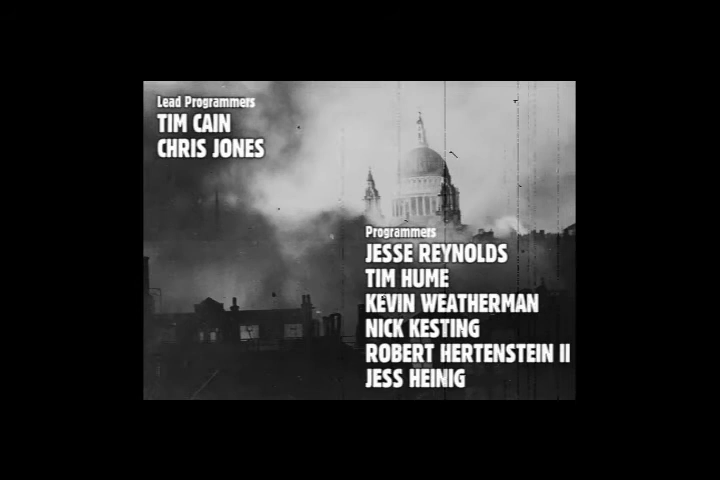 Lead Programmers
TIM CAIN
CHRIS JONES
Programmers
JESSE REYNOLDS
TIM HUME
KEVIN WEATHERMAN
NICK KESTING
ROBERT HERTENSTEIN II
JESS HEINIG